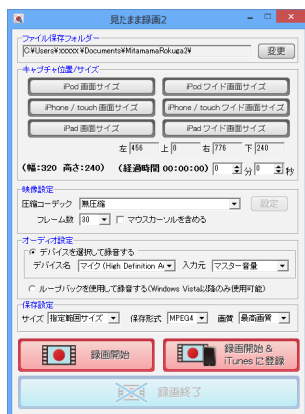 見たまま録画2
ファイル保存フォルダー
C:¥Users¥xxxxx¥Documents¥MitamamaRokuga2¥ 変更
キャプチャ位置/サイズ
iPod 画面サイズ iPod ワイド画面サイズ
iPhone / touch 画面サイズ iPhone / touch ワイド画面サイズ
iPad 画面サイズ iPad ワイド画面サイズ
左 456 上 0 右 776 下 240
(幅:320 高さ:240) (経過時間 00:00:00) 0 分 0 秒
映像設定
圧縮コーデック 無圧縮 設定
フレーム数 30 マウスカーソルを含める
オーディオ設定
デバイスを選択して録音する
デバイス名 マイク (High Definition Au 入力元 マスター音量
ループバックを使用して録音する(Windows Vista以降のみ使用可能)
保存設定
サイズ 指定範囲サイズ 保存形式 MPEG4 画質 最高画質
録画開始
録画開始 &
iTunes に登録
録画終了